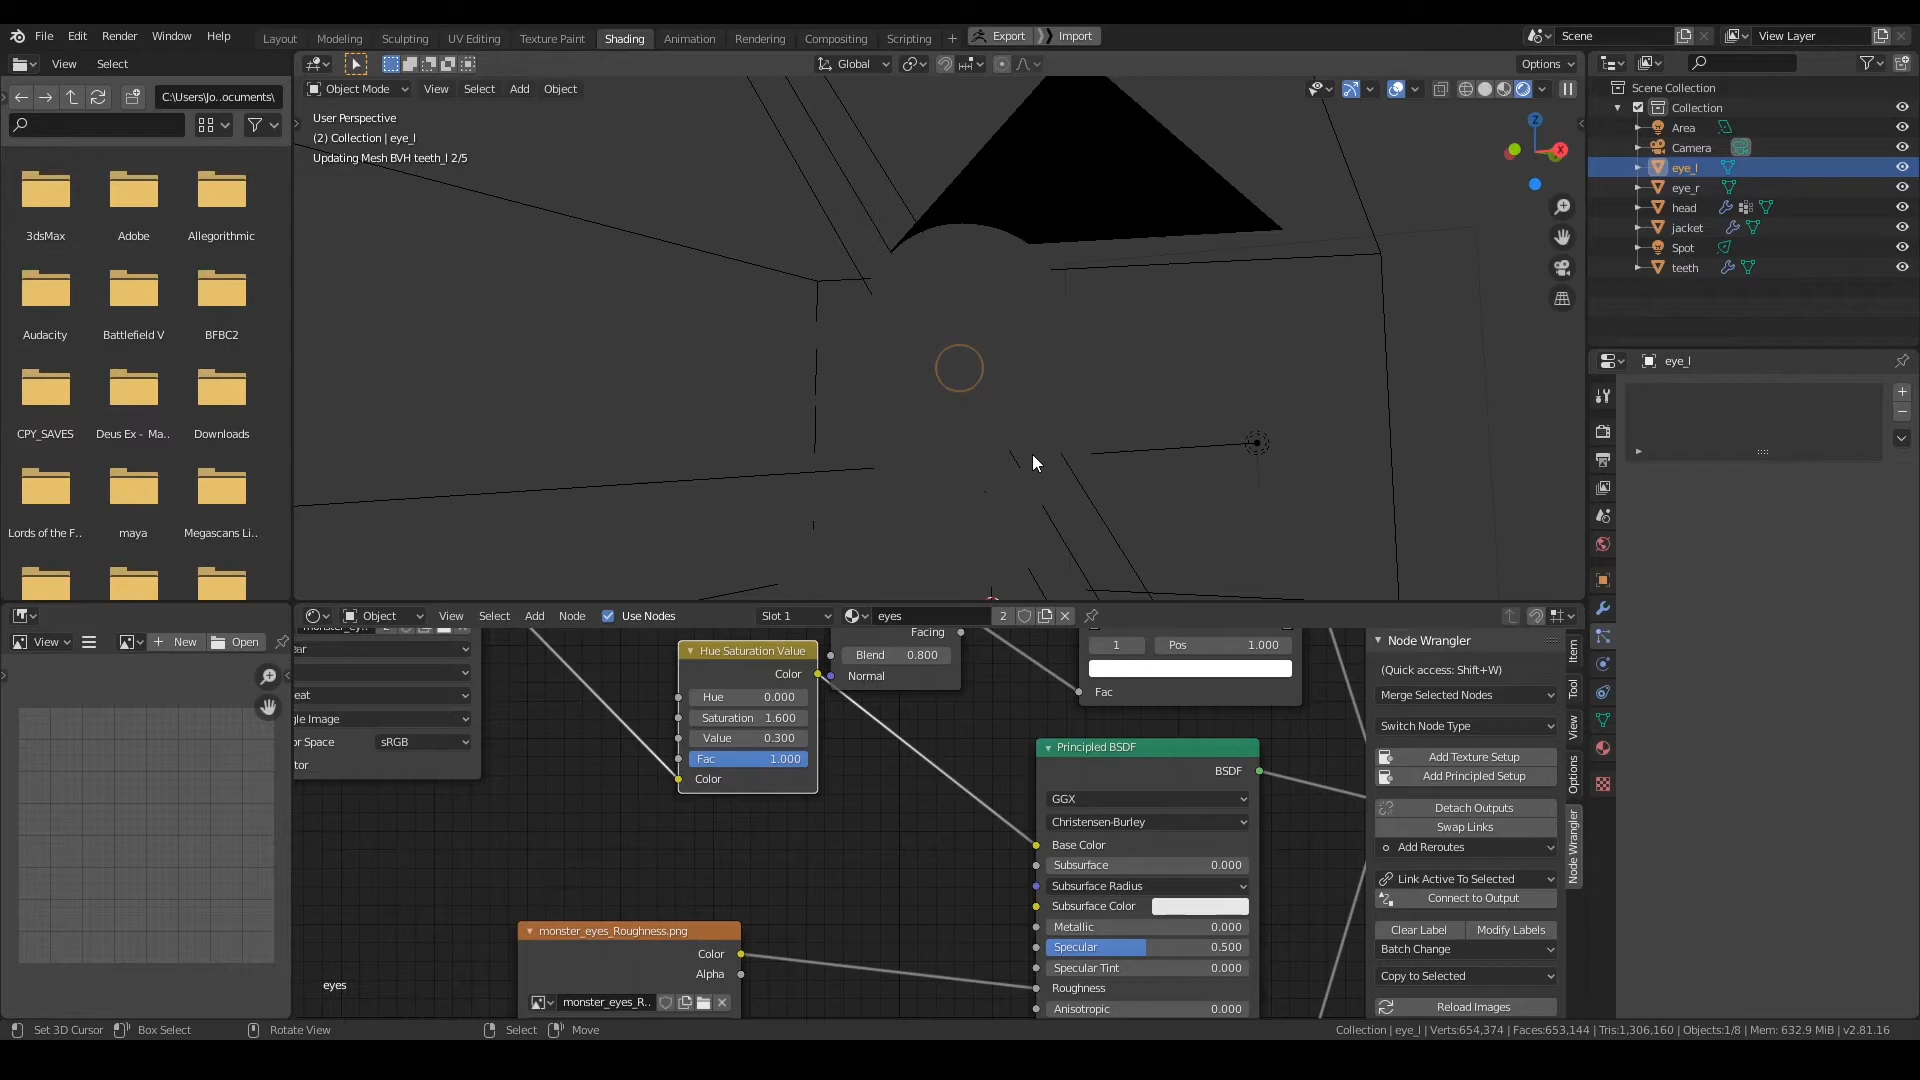 File Edit Render Window Help
Layout Modeling Sculpting UV Editing Texture Paint Shading Animation Rendering Compositing Scripting + Export Import
Scene View Layer
View Select
Global
Options
C:\Users\Jo..ocuments\
Object Mode View Select Add Object
User Perspective
(2) Collection | eye_l
Updating Mesh BVH teeth_l 2/5
3dsMax Adobe Allegorithmic
Audacity Battlefield V BFBC2
CPY_SAVES Deus Ex - Ma.. Downloads
Lords of the F.. maya Megascans Li..
Z
X
Scene Collection
Collection
Area
Camera
eye_l
eye_r
head
jacket
Spot
teeth
eye_l
View New Open
Object View Select Add Node Use Nodes Slot 1 eyes 2
ar
eat
gle Image
or Space sRGB
tor
Hue Saturation Value
Color
Hue 0.000
Saturation 1.600
Value 0.300
Fac 1.000
Color
Facing
Blend 0.800
Normal
1 Pos 1.000
Fac
Principled BSDF
BSDF
GGX
Christensen-Burley
Base Color
Subsurface 0.000
Subsurface Radius
Subsurface Color
Metallic 0.000
Specular 0.500
Specular Tint 0.000
Roughness
Anisotropic 0.000
monster_eyes_Roughness.png
Color
Alpha
monster_eyes_R..
eyes
Node Wrangler
(Quick access: Shift+W)
Merge Selected Nodes
Switch Node Type
Add Texture Setup
Add Principled Setup
Detach Outputs
Swap Links
Add Reroutes
Link Active To Selected
Connect to Output
Clear Label Modify Labels
Batch Change
Copy to Selected
Reload Images
Item
Tool
View
Options
Node Wrangler
Set 3D Cursor Box Select Rotate View Select Move
Collection | eye_l | Verts:654,374 | Faces:653,144 | Tris:1,306,160 | Objects:1/8 | Mem: 632.9 MiB | v2.81.16